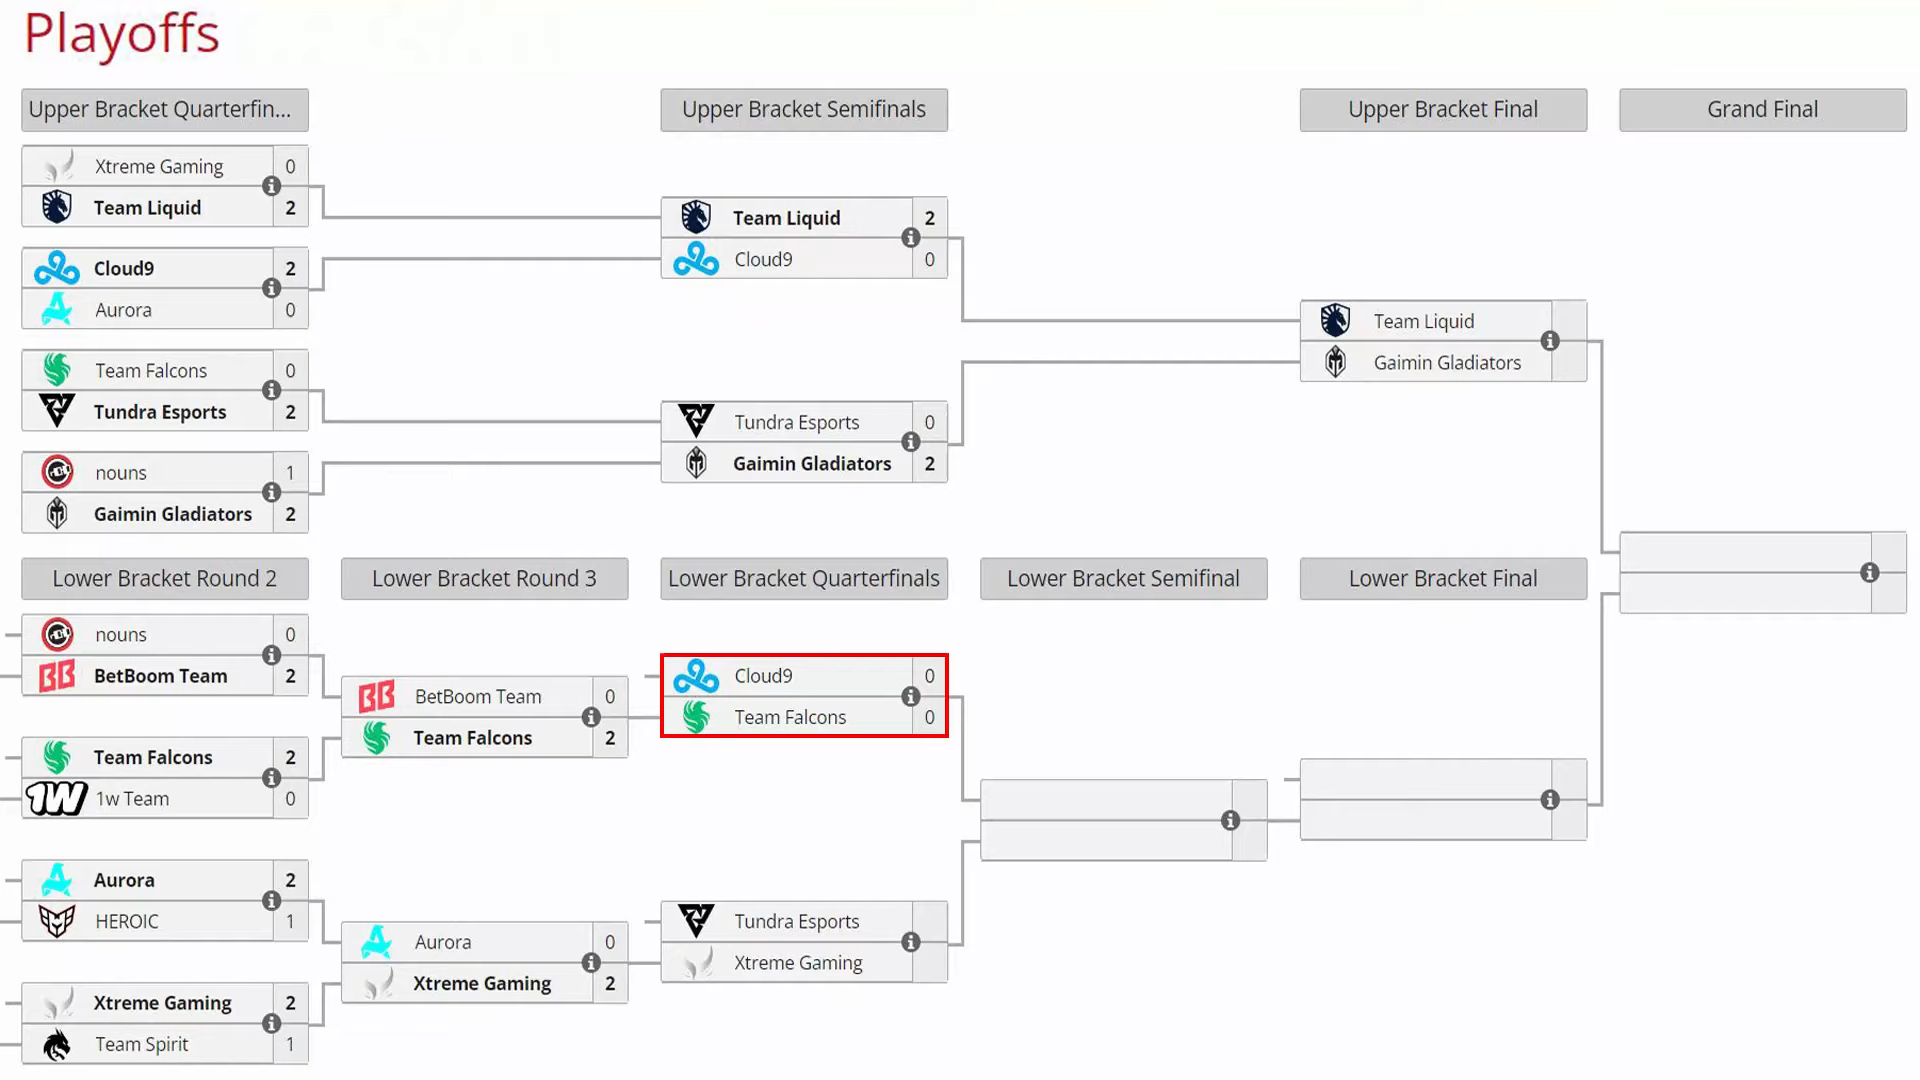 Playoffs
Upper Bracket Quarterfin...
Upper Bracket Semifinals
Upper Bracket Final
Grand Final
Xtreme Gaming 0
Team Liquid 2
Cloud9 2
Aurora 0
Team Falcons 0
Tundra Esports 2
nouns 1
Gaimin Gladiators 2
Team Liquid 2
Cloud9 0
Tundra Esports 0
Gaimin Gladiators 2
Team Liquid
Gaimin Gladiators
Lower Bracket Round 2
Lower Bracket Round 3
Lower Bracket Quarterfinals
Lower Bracket Semifinal
Lower Bracket Final
nouns 0
BB BetBoom Team 2
Team Falcons 2
1W 1w Team 0
Aurora 2
HEROIC 1
Xtreme Gaming 2
Team Spirit 1
BB BetBoom Team 0
Team Falcons 2
Aurora 0
Xtreme Gaming 2
Cloud9 0
Team Falcons 0
Tundra Esports
Xtreme Gaming